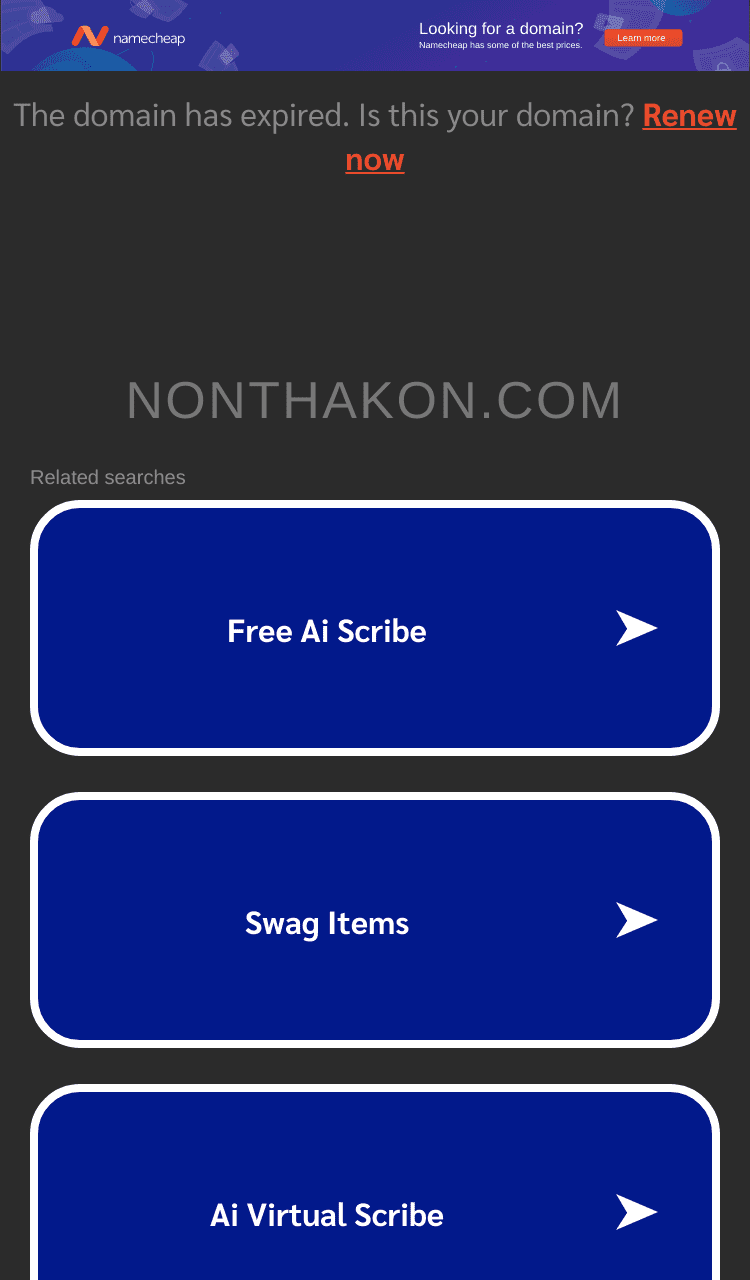 namecheap
Looking for a domain?
Namecheap has some of the best prices.
Learn more
The domain has expired. Is this your domain? Renew
now
NONTHAKON.COM
Related searches
Free Ai Scribe
Swag Items
Ai Virtual Scribe